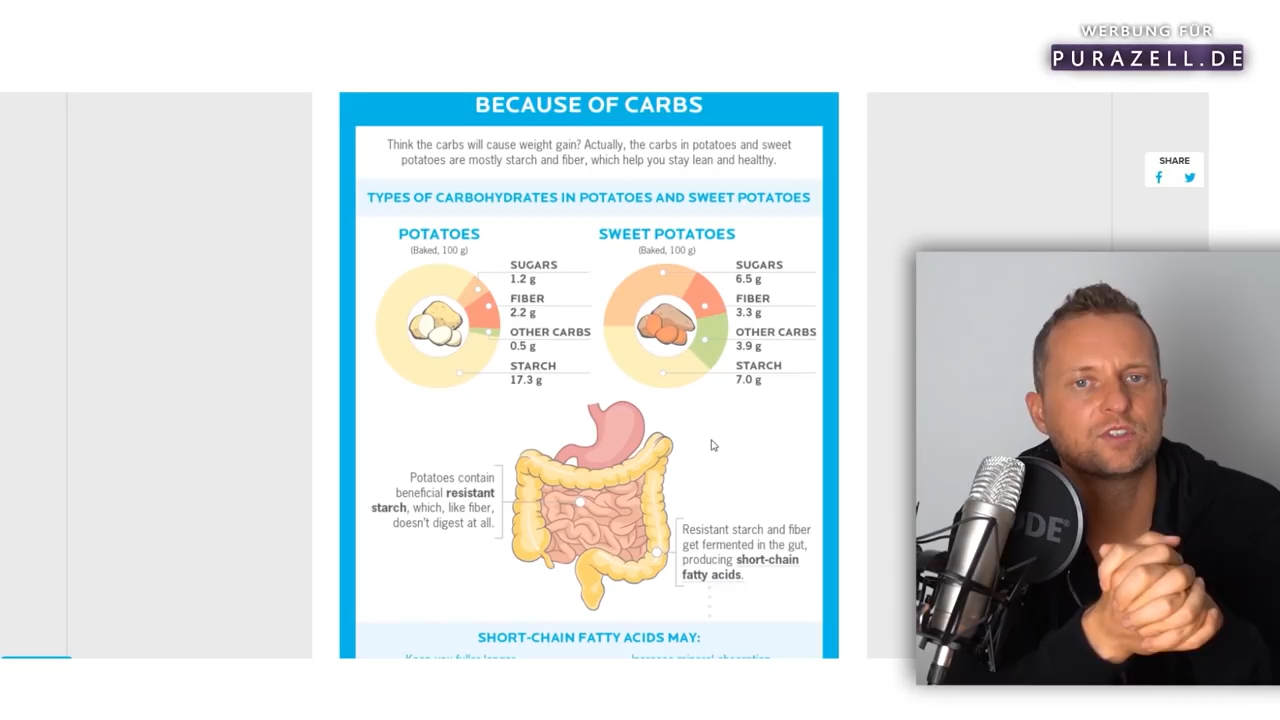 WERBUNG FÜR
PURAZELL.DE
BECAUSE OF CARBS
Think the carbs will cause weight gain? Actually, the carbs in potatoes and sweet
potatoes are mostly starch and fiber, which help you stay lean and healthy.
SHARE
TYPES OF CARBOHYDRATES IN POTATOES AND SWEET POTATOES
POTATOES
(Baked, 100 g)
SUGARS
1.2 g
FIBER
2.2 g
OTHER CARBS
0.5 g
STARCH
17.3 g
SWEET POTATOES
(Baked, 100 g)
SUGARS
6.5 g
FIBER
3.3 g
OTHER CARBS
3.9 g
STARCH
7.0 g
Potatoes contain
beneficial resistant
starch, which, like fiber,
doesn't digest at all.
Resistant starch and fiber
get fermented in the gut,
producing short-chain
fatty acids.
SHORT-CHAIN FATTY ACIDS MAY: